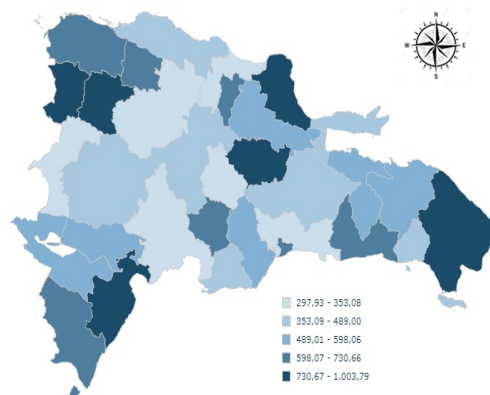 N
W E
S
297,93 - 353,08
353,09 - 489,00
489,01 - 598,06
598,07 - 730,66
730,67 - 1.003,79